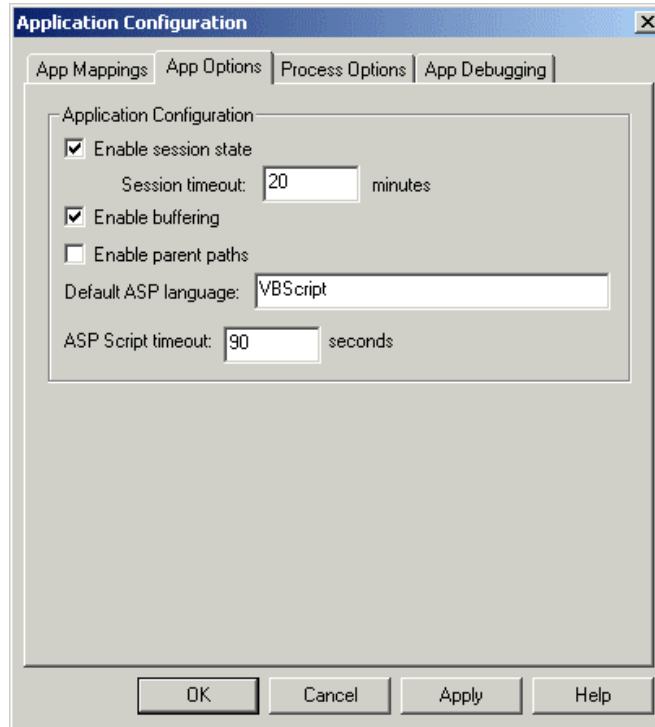 Application Configuration
App Mappings App Options Process Options App Debugging
Application Configuration
Enable session state
Session timeout: 20 minutes
Enable buffering
Enable parent paths
Default ASP language: VBScript
ASP Script timeout: 90 seconds
OK Cancel Apply Help